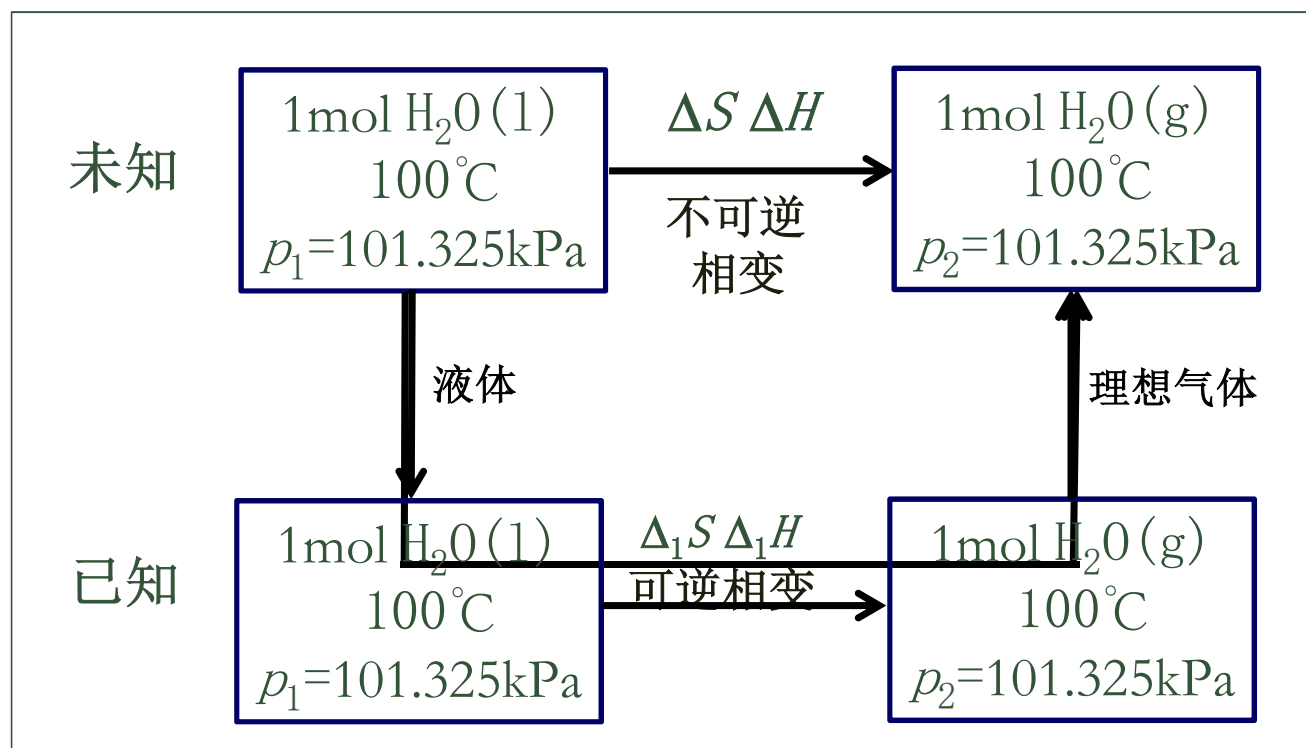 未知
1mol H₂O(l)
100℃
p₁=101.325kPa
ΔS ΔH
不可逆
相变
1mol H₂O(g)
100℃
p₂=101.325kPa
液体
理想气体
已知
1mol H₂O(l)
100℃
p₁=101.325kPa
Δ₁S Δ₁H
可逆相变
1mol H₂O(g)
100℃
p₂=101.325kPa